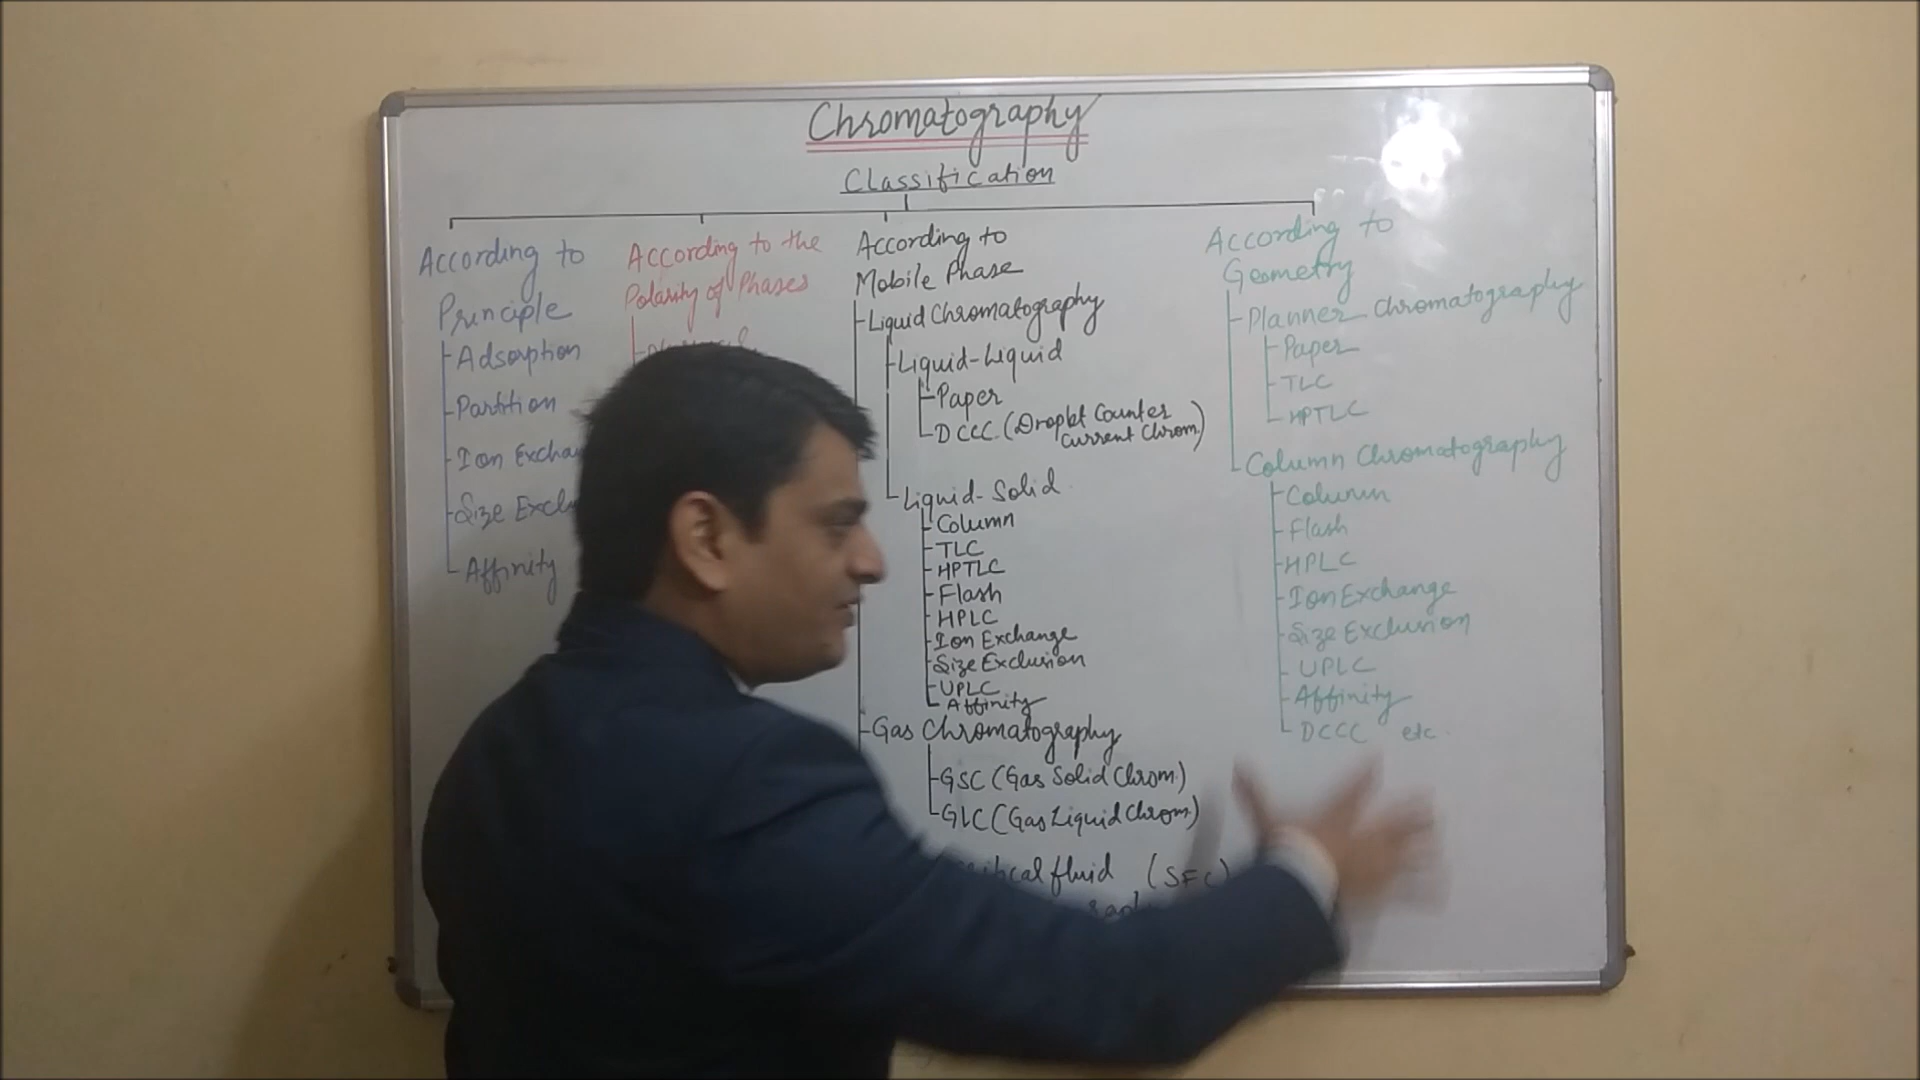 Chromatography
Classification
According to
Principle
Adsorption
Partition
Ion
Size
Affinity
According to the
Polarity of Phases
According to
Mobile Phase
Liquid Chromatography
Liquid-Liquid
Paper
DCCC (Droplet Counter
current Chrom.)
Liquid-Solid
Column
TLC
HPTLC
Flash
HPLC
Ion Exchange
Size Exclusion
UPLC
Affinity
Gas Chromatography
GSC (Gas Solid Chrom.)
GLC (Gas Liquid Chrom)
fluid (SFC)
According to
Geometry
Planner Chromatography
Paper
TLC
HPTLC
Column Chromatography
Column
Flash
HPLC
Ion Exchange
Size Exclusion
UPLC
Affinity
DCCC etc.